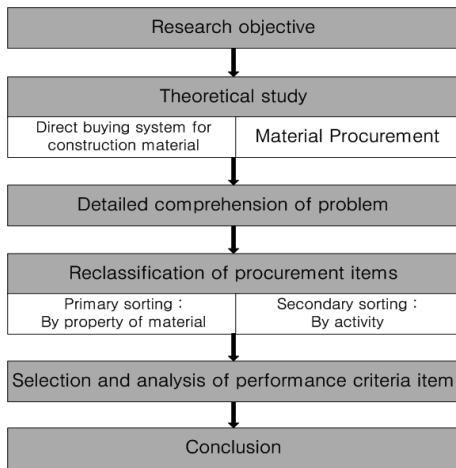 Research objective
Theoretical study
Direct buying system for
construction material
Material Procurement
Detailed comprehension of problem
Reclassification of procurement items
Primary sorting :
By property of material
Secondary sorting :
By activity
Selection and analysis of performance criteria item
Conclusion